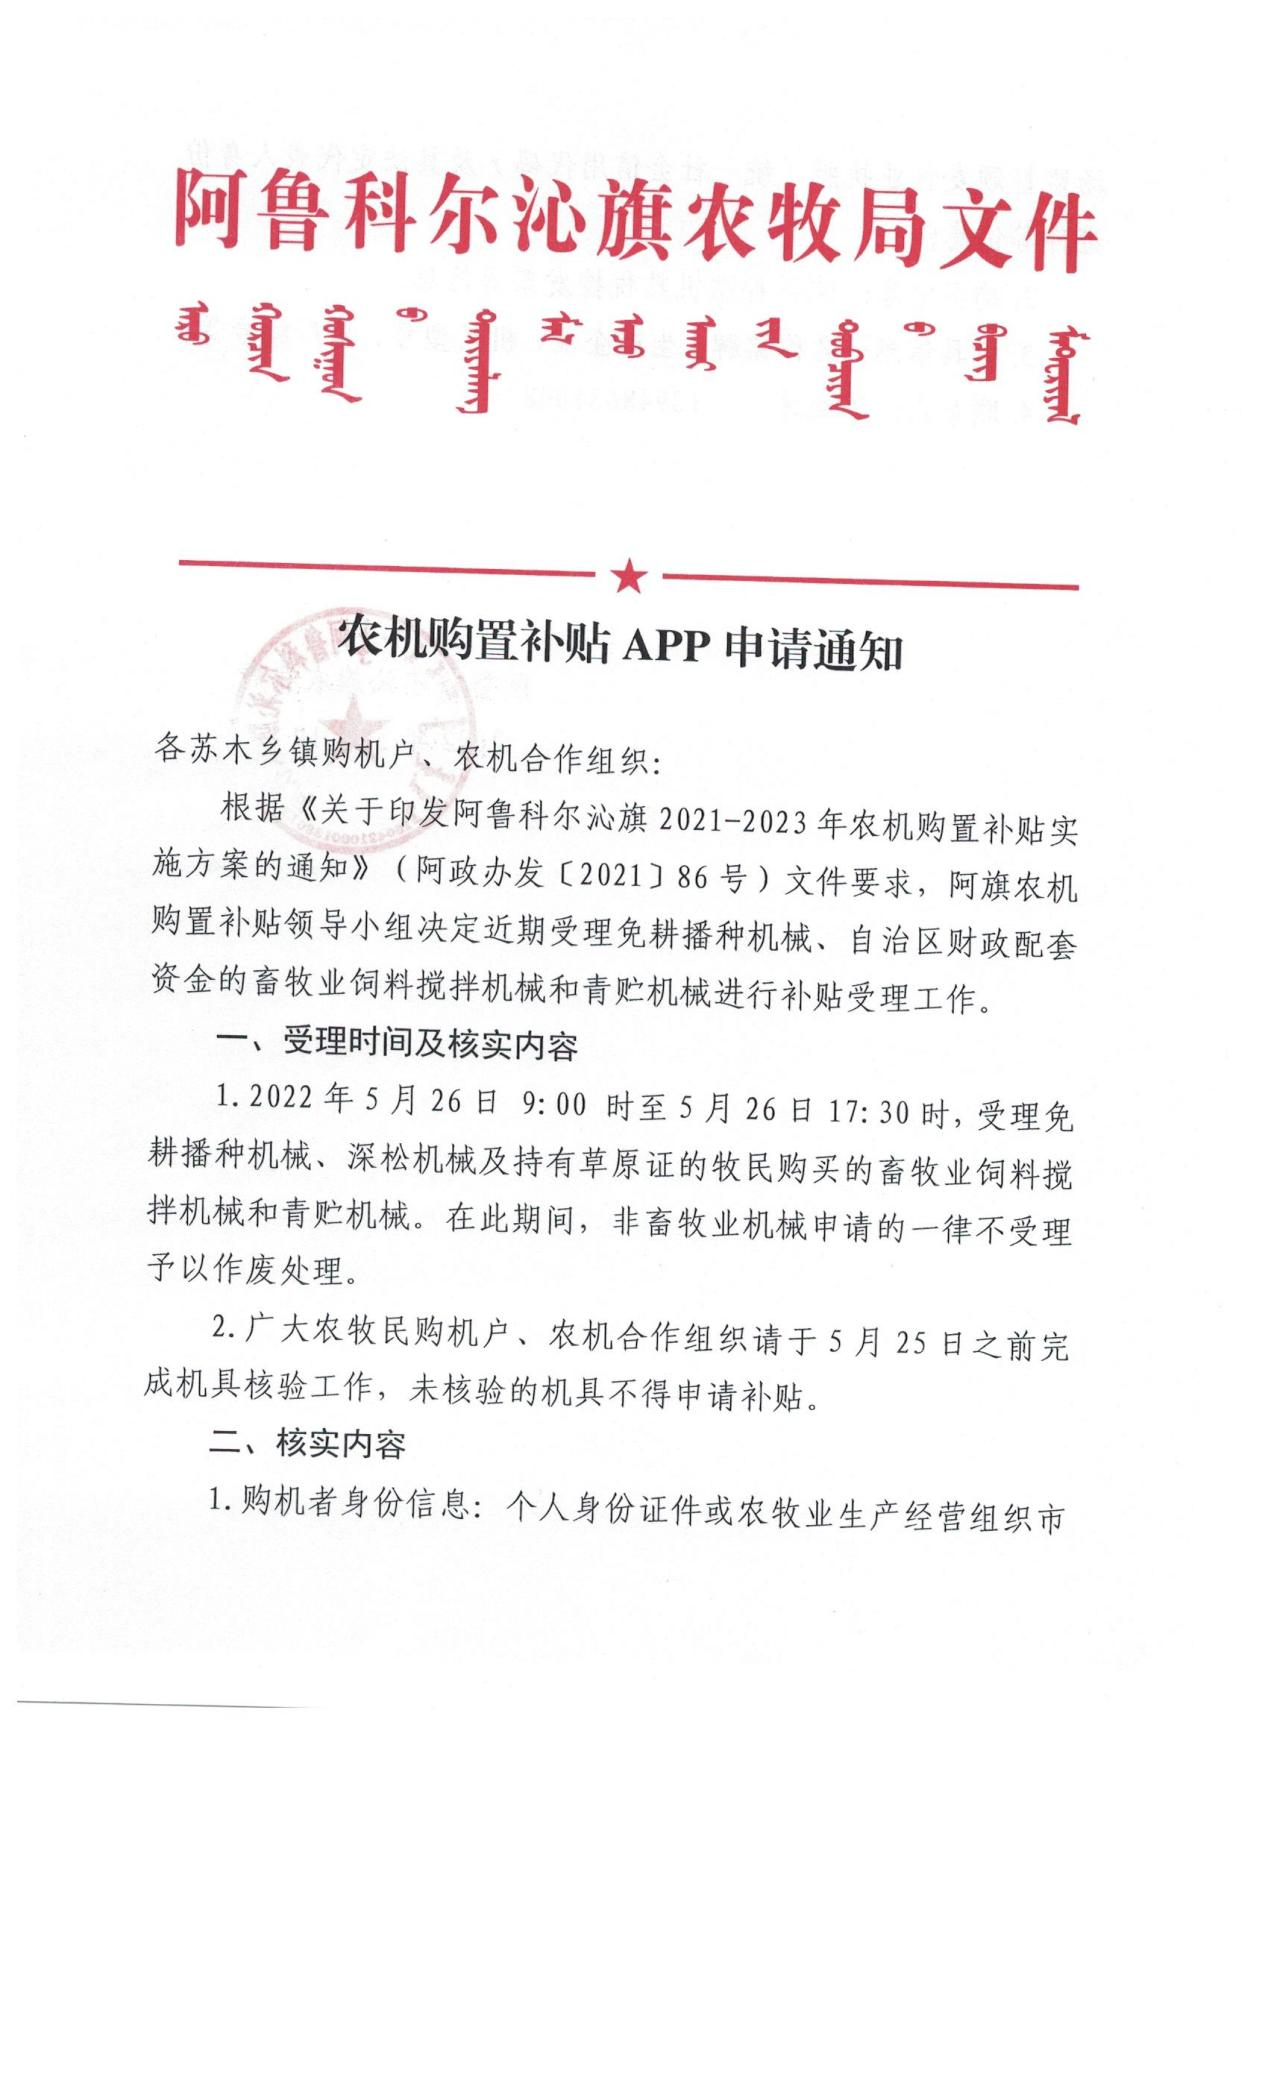 阿鲁科尔沁旗农牧局文件
农机购置补贴 APP 申请通知
各苏木乡镇购机户、农机合作组织：
根据《关于印发阿鲁科尔沁旗 2021-2023 年农机购置补贴实
施方案的通知》（阿政办发〔2021〕86 号）文件要求，阿旗农机
购置补贴领导小组决定近期受理免耕播种机械、自治区财政配套
资金的畜牧业饲料搅拌机械和青贮机械进行补贴受理工作。
一、受理时间及核实内容
1.2022 年 5 月 26 日 9:00 时至 5 月 26 日 17:30 时，受理免
耕播种机械、深松机械及持有草原证的牧民购买的畜牧业饲料搅
拌机械和青贮机械。在此期间，非畜牧业机械申请的一律不受理
予以作废处理。
2.广大农牧民购机户、农机合作组织请于 5 月 25 日之前完
成机具核验工作，未核验的机具不得申请补贴。
二、核实内容
1.购机者身份信息：个人身份证件或农牧业生产经营组织市